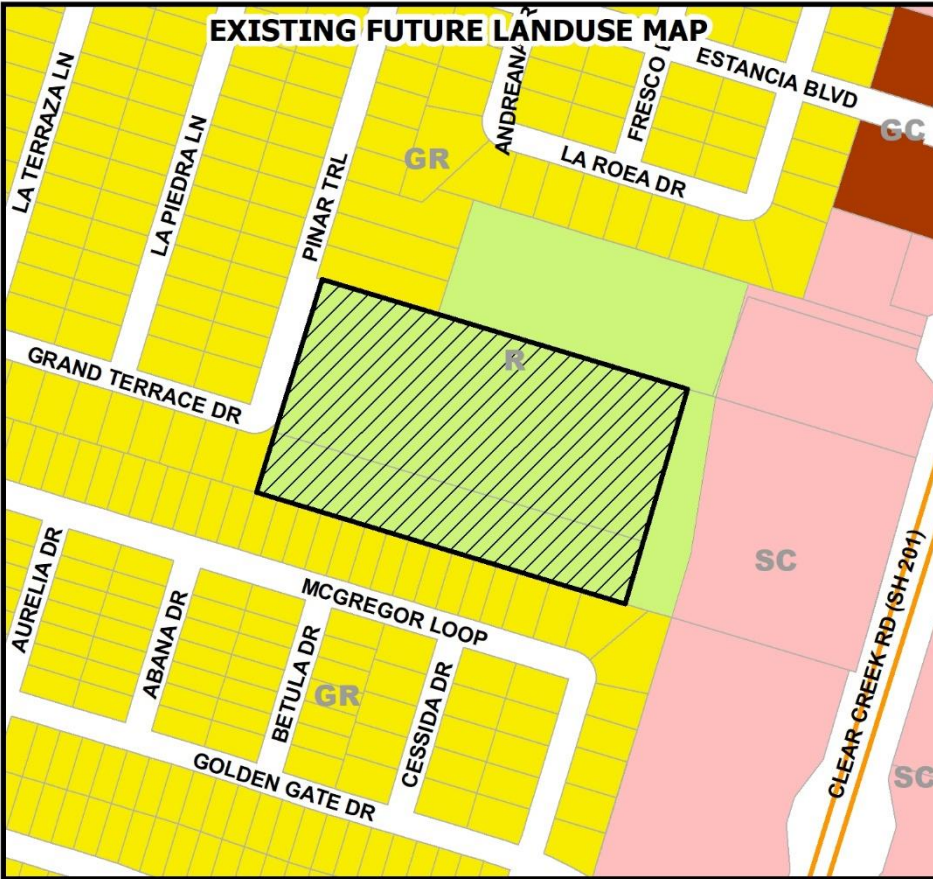 EXISTING FUTURE LANDUSE MAP
LA TERRAZA LN
LA PIEDRA LN
PINAR TRL
GR
ANDREANA
FRESCO
ESTANCIA BLVD
GC
LA ROEA DR
GRAND TERRACE DR
R
SC
CLEAR CREEK RD (SH 201)
SC
AURELIA DR
ABANA DR
MCGREGOR LOOP
BETULA DR
GR
CESSIDA DR
GOLDEN GATE DR